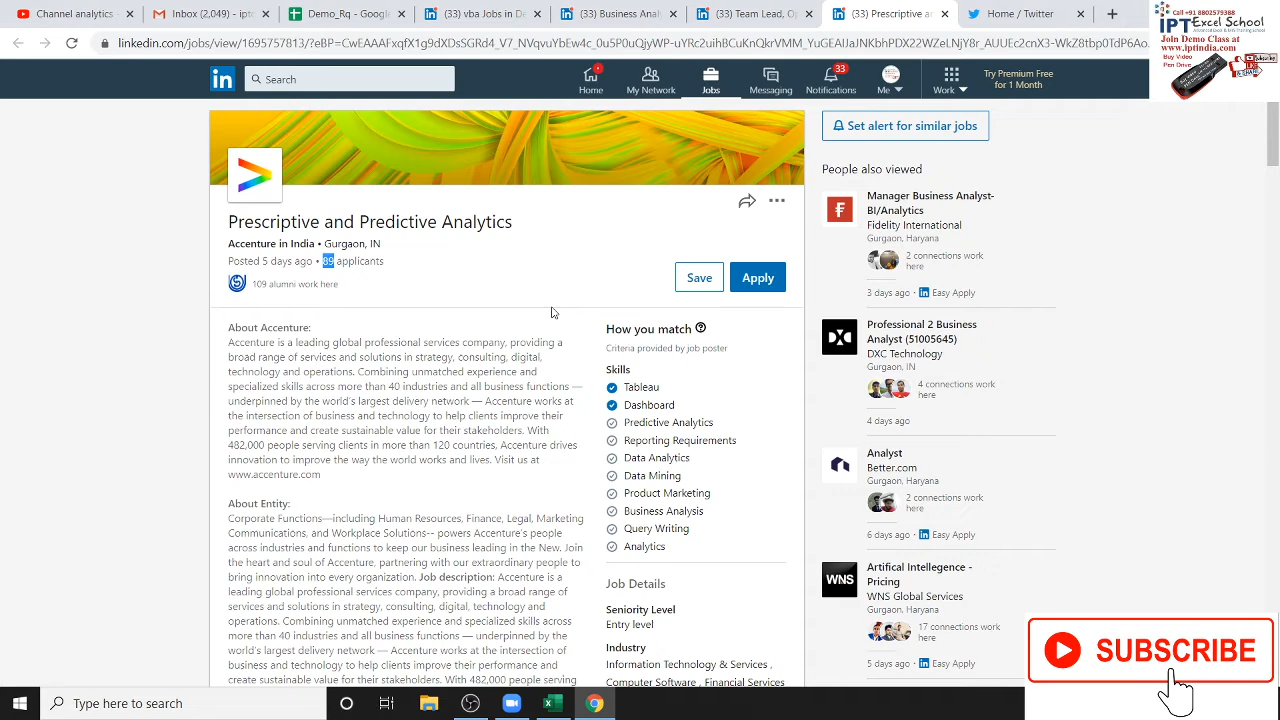 Channel analytics
Inbox (2,049) - ipt
Demo_Rq - Google
(33)
(33) Business Anal
(33) Team Lead, G
(33) Prescriptive ar
Home / Twitter
Call +91 8802579388
IPT Excel School
Join Demo Class at
www.iptindia.com
Buy Video
Pen Drive
Search
Home
My Network
Jobs
Messaging
33
Notifications
Me
Work
Try Premium Free
for 1 Month
Prescriptive and Predictive Analytics
Accenture in India • Gurgaon, IN
Posted 5 days ago • 89 applicants
109 alumni work here
Save
Apply
About Accenture:
Accenture is a leading global professional services company, providing a
broad range of services and solutions in strategy, consulting, digital,
technology and operations. Combining unmatched experience and
specialized skills across more than 40 industries and all business functions —
underpinned by the world's largest delivery network — Accenture works at
the intersection of business and technology to help clients improve their
performance and create sustainable value for their stakeholders. With
482,000 people serving clients in more than 120 countries, Accenture drives
innovation to improve the way the world works and lives. Visit us at
www.accenture.com
About Entity:
Corporate Functions—including Human Resources, Finance, Legal, Marketing
Communications, and Workplace Solutions-- powers Accenture's people
across industries and functions to keep our business leading in the New. Join
the heart and soul of Accenture, partnering with our extraordinary people to
bring innovation into every organization. Job description: Accenture is a
leading global professional services company, providing a broad range of
services and solutions in strategy, consulting, digital, technology and
operations. Combining unmatched experience and specialized skills across
more than 40 industries and all business functions — underpinned by the
world's largest delivery network — Accenture works at the intersection of
business and technology to help clients improve their performance and
create sustainable value for their stakeholders. With 482,000 people serving
How you match
Criteria provided by job poster
Skills
Tableau
Dashboard
Predictive Analytics
Reporting Requirements
Data Analytics
Data Mining
Product Marketing
Business Analysis
Query Writing
Analytics
Job Details
Seniority Level
Entry level
Industry
Information Technology & Services ,
Computer Software , Financial Services
Set alert for similar jobs
People also viewed
Manager Business Analyst-
BI/Analytics
Fidelity International
Gurgaon, Haryana
2 connections work
here
3 days ago • Easy Apply
Professional 2 Business
Analyst (51005645)
DXC Technology
Gurgaon, IN
4 connections work
here
4 days ago
Analyst
Better.com
Gurgaon, Haryana
2 connections work
here
6 days ago • Easy Apply
WNS
Artifical Intellegence -
Pricing
WNS Global Services
Gurgaon, Haryana
17 connections work
here
5 days ago • Easy Apply
SUBSCRIBE
Type here to search